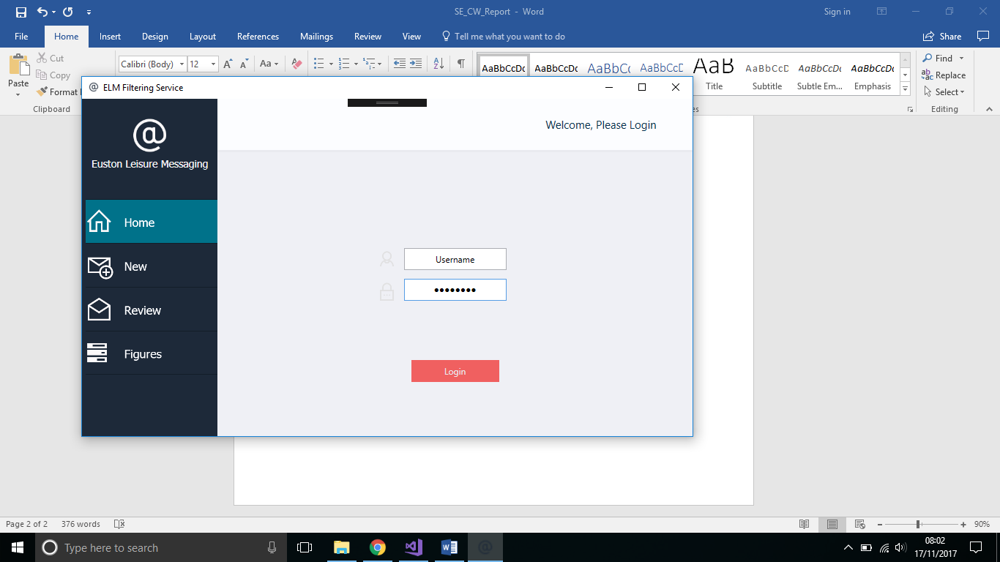 SE_CW_Report - Word
Sign in
File Home Insert Design Layout References Mailings Review View Tell me what you want to do Share
Cut
Copy
Format
Paste
Clipboard
Calibri (Body) 12 Aa
AaBbCcDc AaBbCcDc AaBbCc AaBbCcD AaB AaBbCcD AaBbCcDc AaBbCcDc
Title Subtitle Subtle Em... Emphasis
es
Find
Replace
Select
Editing
@ ELM Filtering Service
@
Euston Leisure Messaging
Welcome, Please Login
Home
New
Review
Figures
Username
Login
Page 2 of 2 376 words 90%
Type here to search
08:02
17/11/2017